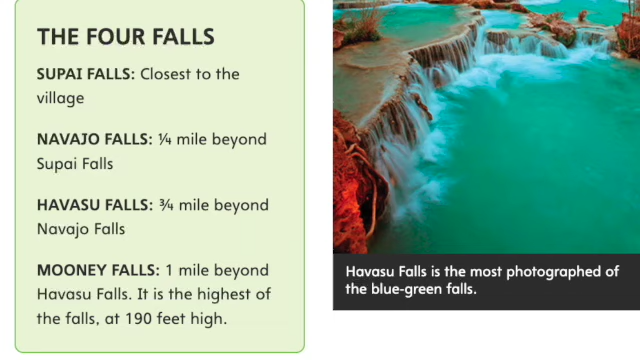 THE FOUR FALLS
SUPAI FALLS: Closest to the
village
NAVAJO FALLS: ¼ mile beyond
Supai Falls
HAVASU FALLS: ¾ mile beyond
Navajo Falls
MOONEY FALLS: 1 mile beyond
Havasu Falls. It is the highest of
the falls, at 190 feet high.
Havasu Falls is the most photographed of
the blue-green falls.